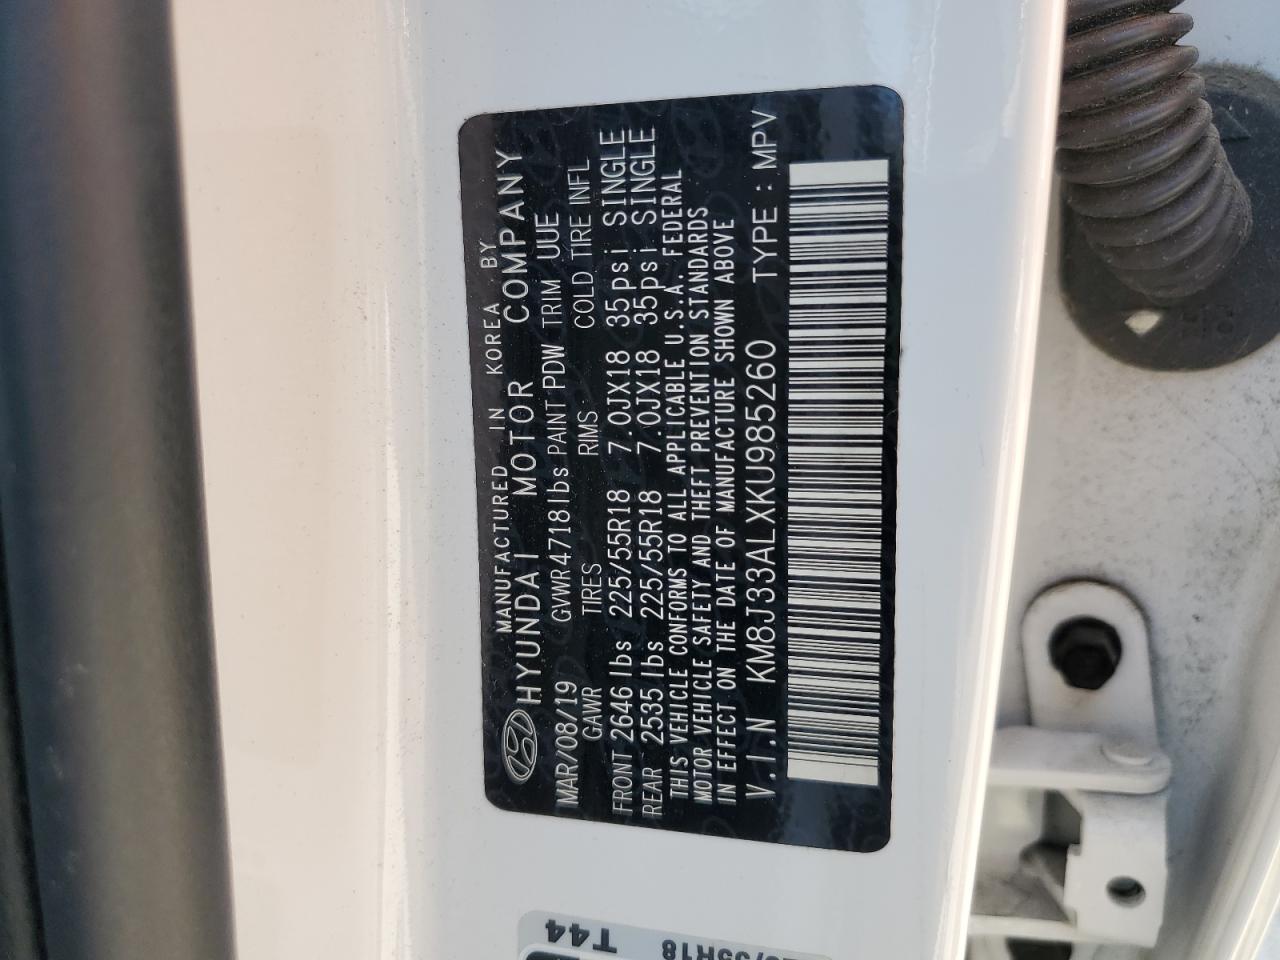 MANUFACTURED IN KOREA BY
HYUNDAI MOTOR COMPANY
MAR/08/19 GVWR 4718 lbs PAINT PDW TRIM UUE
GAWR TIRES RIMS COLD TIRE INFL
FRONT 2646 lbs 225/55R18 7.0JX18 35psi SINGLE
REAR 2535 lbs 225/55R18 7.0JX18 35psi SINGLE
THIS VEHICLE CONFORMS TO ALL APPLICABLE U.S.A. FEDERAL
MOTOR VEHICLE SAFETY AND THEFT PREVENTION STANDARDS
IN EFFECT ON THE DATE OF MANUFACTURE SHOWN ABOVE
V.I.N KM8J33ALXKU985260 TYPE : MPV
T44